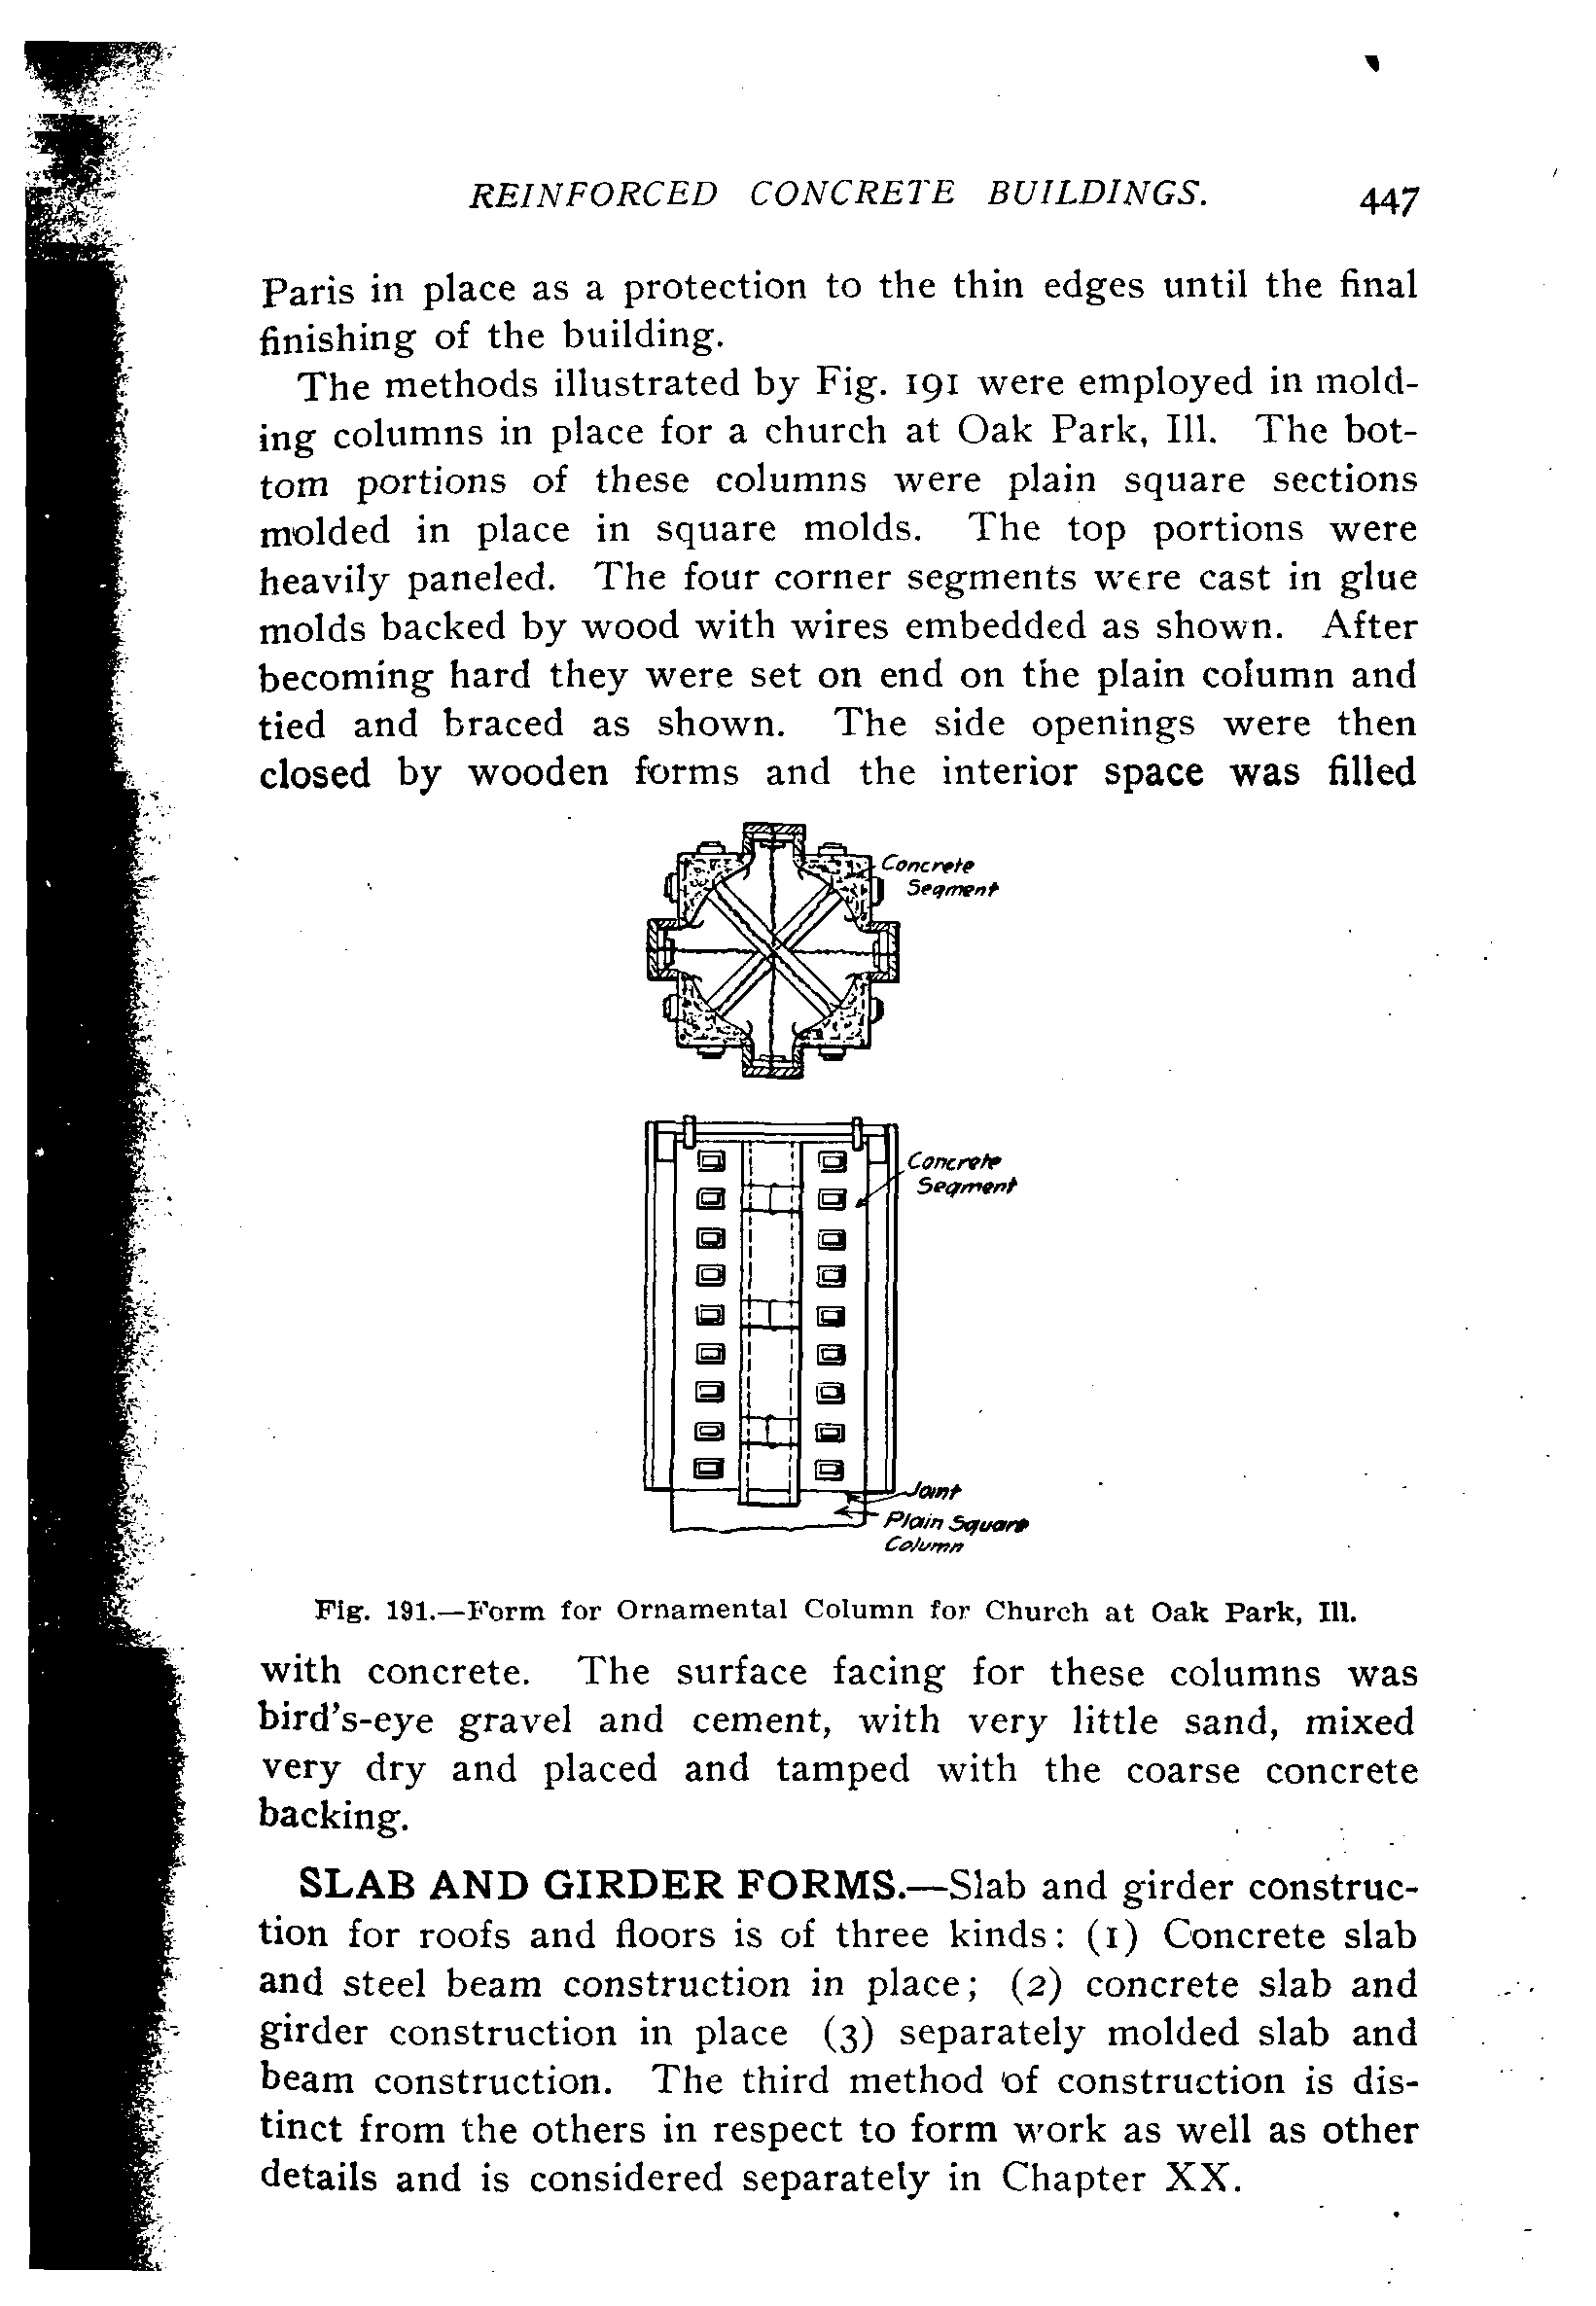 REINFORCED CONCRETE BUILDINGS. 447
Paris in place as a protection to the thin edges until the final
finishing of the building.
The methods illustrated by Fig. 191 were employed in mold-
ing columns in place for a church at Oak Park, Ill. The bot-
tom portions of these columns were plain square sections
molded in place in square molds. The top portions were
heavily paneled. The four corner segments were cast in glue
molds backed by wood with wires embedded as shown. After
becoming hard they were set on end on the plain column and
tied and braced as shown. The side openings were then
closed by wooden forms and the interior space was filled
Concrete
Segment
Concrete
Segment
Joint
Plain Square
Column
Fig. 191.—Form for Ornamental Column for Church at Oak Park, Ill.
with concrete. The surface facing for these columns was
bird's-eye gravel and cement, with very little sand, mixed
very dry and placed and tamped with the coarse concrete
backing.
SLAB AND GIRDER FORMS.—Slab and girder construc-
tion for roofs and floors is of three kinds: (1) Concrete slab
and steel beam construction in place; (2) concrete slab and
girder construction in place (3) separately molded slab and
beam construction. The third method of construction is dis-
tinct from the others in respect to form work as well as other
details and is considered separately in Chapter XX.